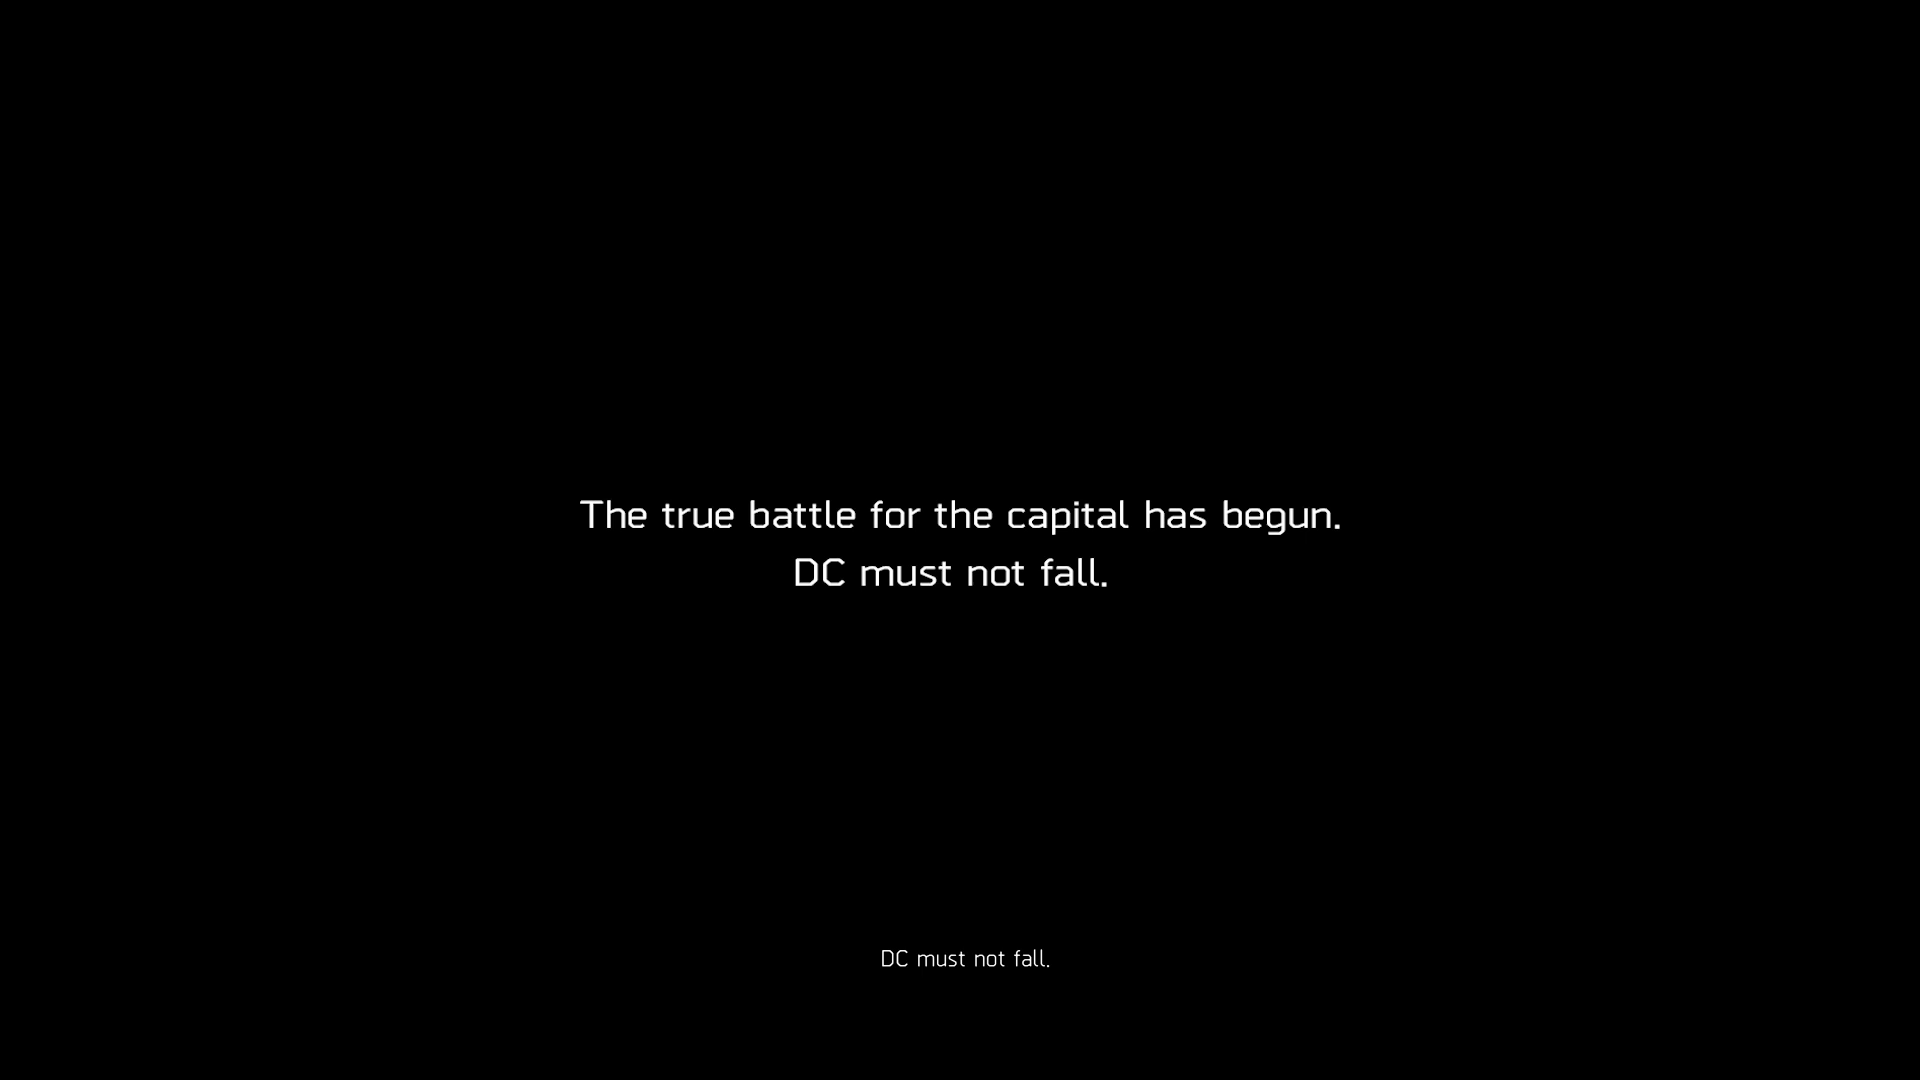 The true battle for the capital has begun.
DC must not fall.
DC must not fall.